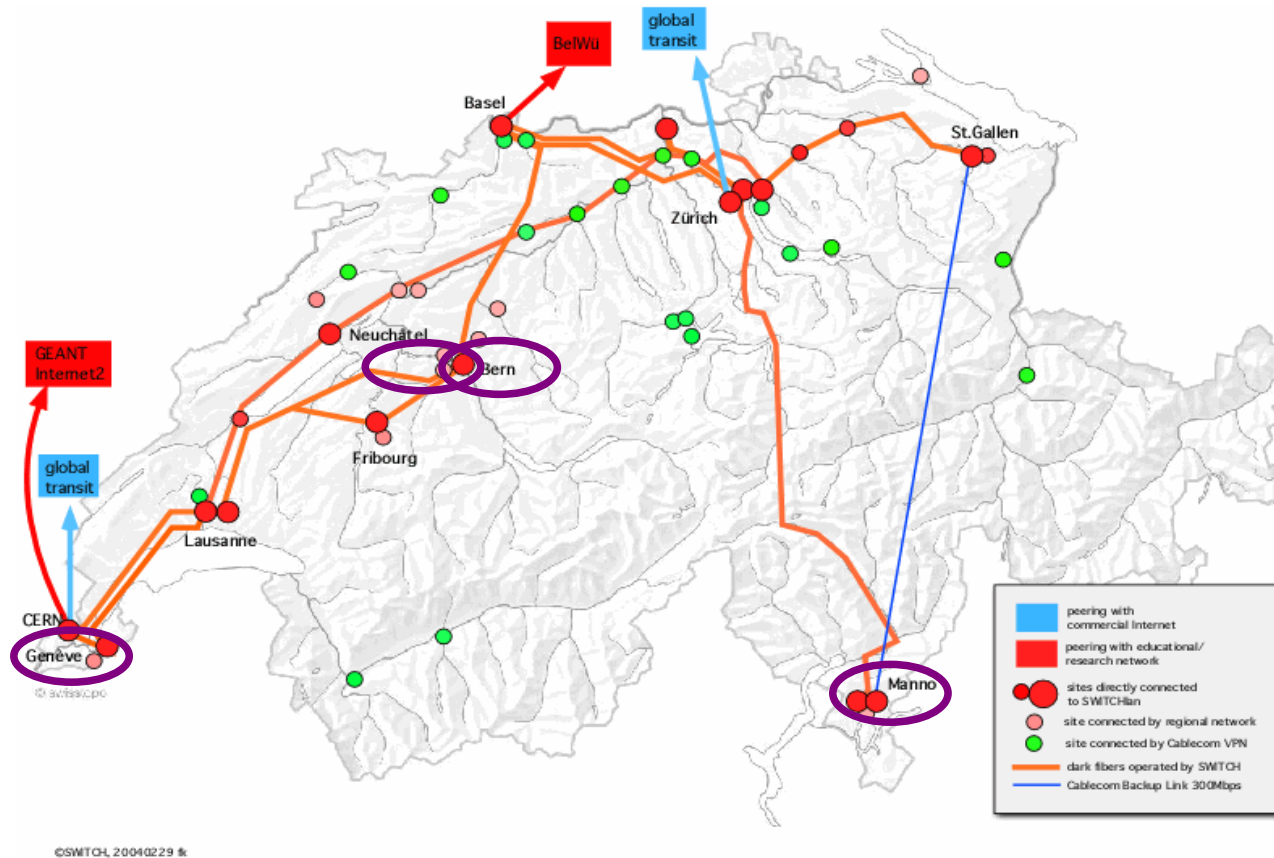 BelWü
global
transit
Basel
St.Gallen
Zürich
Neuchâtel
GEANT
Internet2
Bern
Fribourg
global
transit
Lausanne
CERN
Genève
© swisstopo
Manno
peering with
commercial Internet
peering with educational/
research network
sites directly connected
to SWITCHlan
site connected by regional network
site connected by Cablecom VPN
dark fibers operated by SWITCH
Cablecom Backup Link 300Mbps
©SWITCH, 20040229 fk